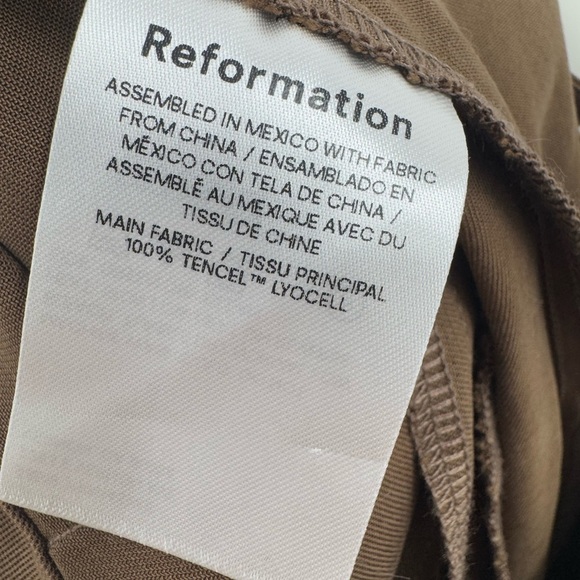 Reformation
ASSEMBLED IN MEXICO WITH FABRIC
FROM CHINA / ENSAMBLADO EN
MÉXICO CON TELA DE CHINA /
ASSEMBLÉ AU MEXIQUE AVEC DU
TISSU DE CHINE
MAIN FABRIC / TISSU PRINCIPAL
100% TENCEL™ LYOCELL